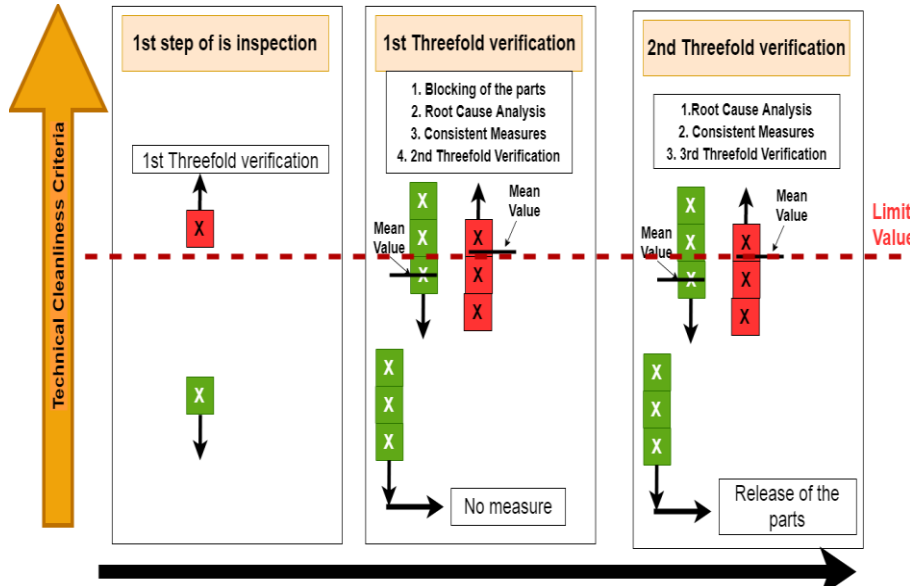 Technical Cleanliness Criteria
1st step of is inspection
1st Threefold verification
X
X
1st Threefold verification
1. Blocking of the parts
2. Root Cause Analysis
3. Consistent Measures
4. 2nd Threefold Verification
Mean
Value
X
X
X
Mean
Value
X
X
X
X
X
X
No measure
2nd Threefold verification
1.Root Cause Analysis
2. Consistent Measures
3. 3rd Threefold Verification
Mean
Value
X
X
X
Mean
Value
X
X
X
X
X
X
Release of the
parts
Limit
Value